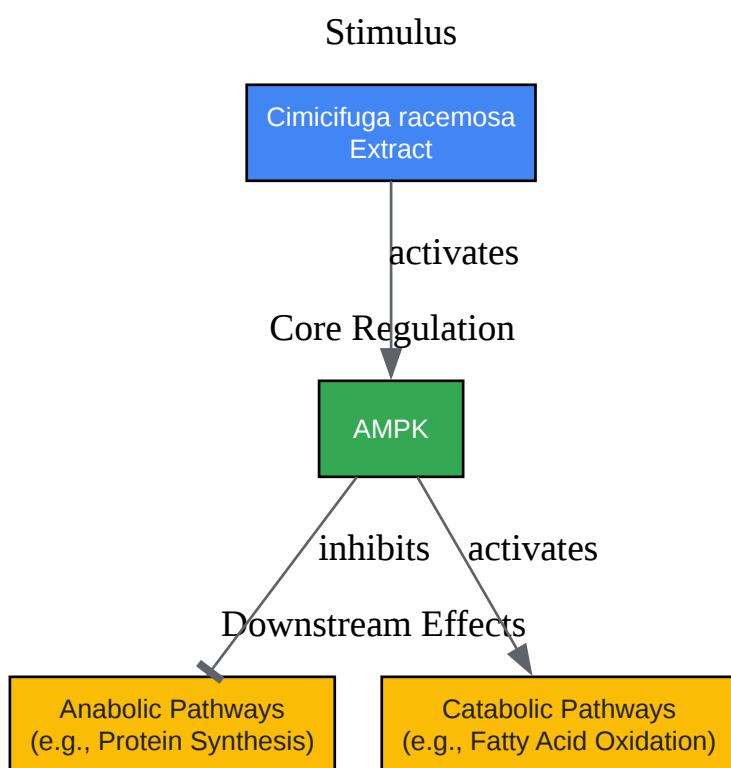 Stimulus
Cimicifuga racemosa
Extract
activates
Core Regulation
AMPK
inhibits
activates
Downstream Effects
Anabolic Pathways
(e.g., Protein Synthesis)
Catabolic Pathways
(e.g., Fatty Acid Oxidation)